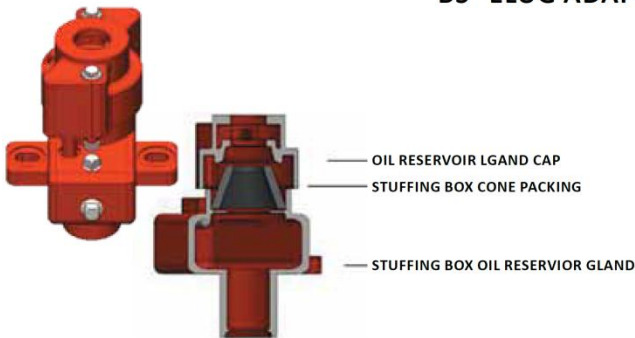 OIL RESERVOIR LGAND CAP
STUFFING BOX CONE PACKING
STUFFING BOX OIL RESERVIOR GLAND